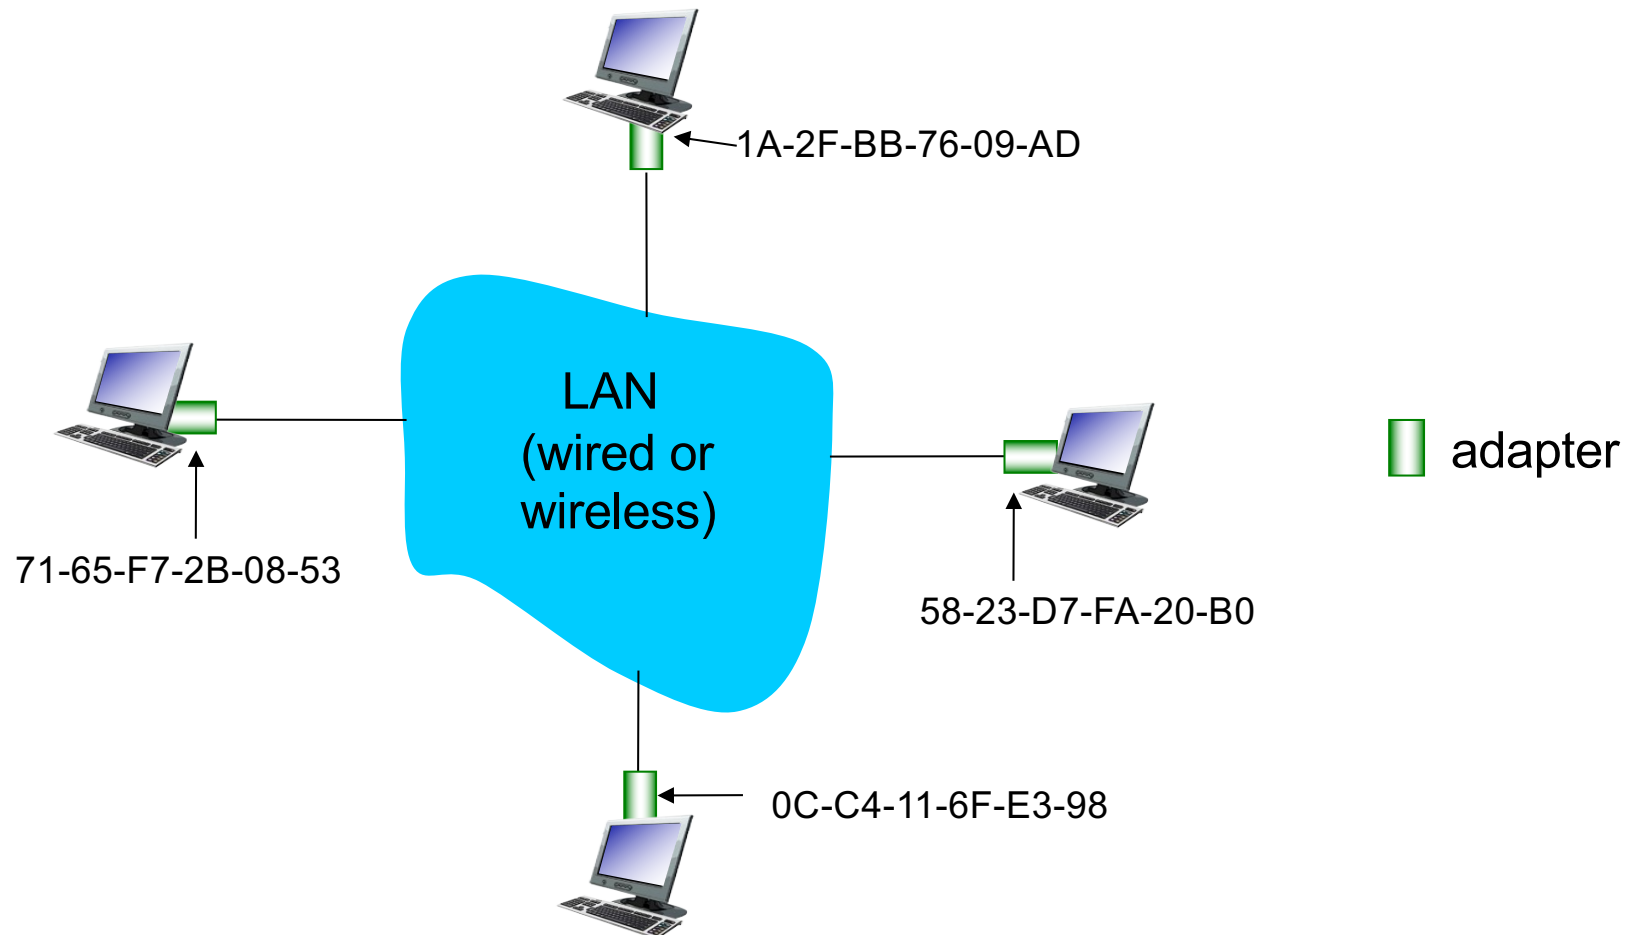 1A-2F-BB-76-09-AD
LAN
(wired or
wireless)
adapter
71-65-F7-2B-08-53
58-23-D7-FA-20-B0
0C-C4-11-6F-E3-98